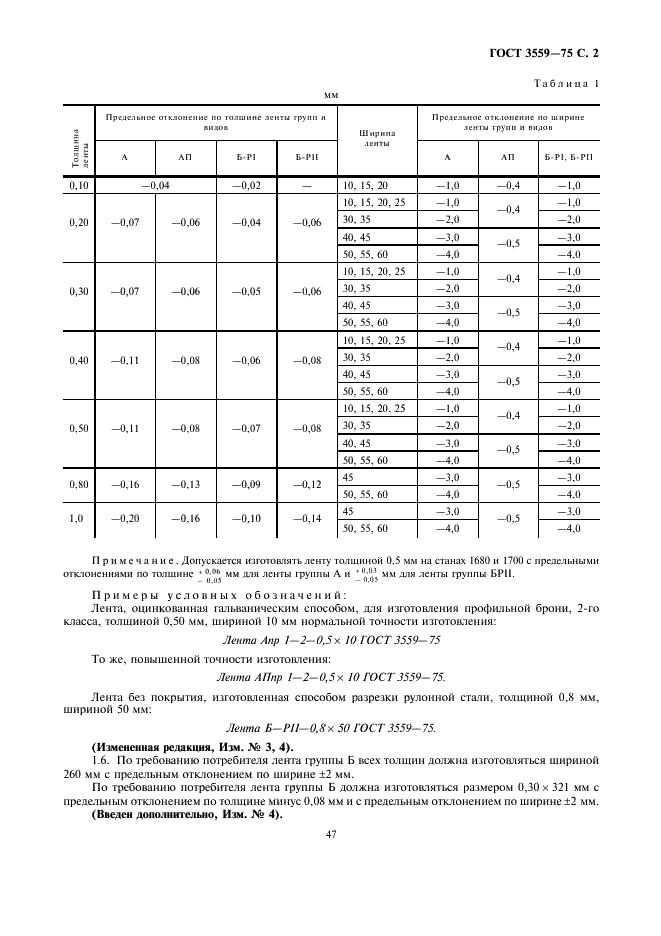 ГОСТ 3559—75 С. 2
Таблица 1
мм
Толщина ленты | Предельное отклонение по толщине ленты групп и видов | Ширина ленты | Предельное отклонение по ширине ленты групп и видов
А | АП | Б-РI | Б-РII | А | АП | Б-РI, Б-РII
0,10 | —0,04 | —0,02 | — | 10, 15, 20 | —1,0 | —0,4 | —1,0
0,20 | —0,07 | —0,06 | —0,04 | —0,06 | 10, 15, 20, 25 | —1,0 | —0,4 | —1,0
30, 35 | —2,0 | —2,0
40, 45 | —3,0 | —0,5 | —3,0
50, 55, 60 | —4,0 | —4,0
0,30 | —0,07 | —0,06 | —0,05 | —0,06 | 10, 15, 20, 25 | —1,0 | —0,4 | —1,0
30, 35 | —2,0 | —2,0
40, 45 | —3,0 | —0,5 | —3,0
50, 55, 60 | —4,0 | —4,0
0,40 | —0,11 | —0,08 | —0,06 | —0,08 | 10, 15, 20, 25 | —1,0 | —0,4 | —1,0
30, 35 | —2,0 | —2,0
40, 45 | —3,0 | —0,5 | —3,0
50, 55, 60 | —4,0 | —4,0
0,50 | —0,11 | —0,08 | —0,07 | —0,08 | 10, 15, 20, 25 | —1,0 | —0,4 | —1,0
30, 35 | —2,0 | —2,0
40, 45 | —3,0 | —0,5 | —3,0
50, 55, 60 | —4,0 | —4,0
0,80 | —0,16 | —0,13 | —0,09 | —0,12 | 45 | —3,0 | —0,5 | —3,0
50, 55, 60 | —4,0 | —4,0
1,0 | —0,20 | —0,16 | —0,10 | —0,14 | 45 | —3,0 | —0,5 | —3,0
50, 55, 60 | —4,0 | —4,0
Примечание. Допускается изготовлять ленту толщиной 0,5 мм на станах 1680 и 1700 с предельными
отклонениями по толщине +0,06 −0,05 мм для ленты группы А и +0,03 −0,05 мм для ленты группы БРII.
Примеры условных обозначений:
Лента, оцинкованная гальваническим способом, для изготовления профильной брони, 2-го
класса, толщиной 0,50 мм, шириной 10 мм нормальной точности изготовления:
Лента Апр 1—2—0,5 × 10 ГОСТ 3559—75
То же, повышенной точности изготовления:
Лента АПпр 1—2—0,5 × 10 ГОСТ 3559—75.
Лента без покрытия, изготовленная способом разрезки рулонной стали, толщиной 0,8 мм,
шириной 50 мм:
Лента Б—РII—0,8 × 50 ГОСТ 3559—75.
(Измененная редакция, Изм. № 3, 4).
1.6. По требованию потребителя лента группы Б всех толщин должна изготовляться шириной
260 мм с предельным отклонением по ширине ±2 мм.
По требованию потребителя лента группы Б должна изготовляться размером 0,30 × 321 мм с
предельным отклонением по толщине минус 0,08 мм и с предельным отклонением по ширине ±2 мм.
(Введен дополнительно, Изм. № 4).
47